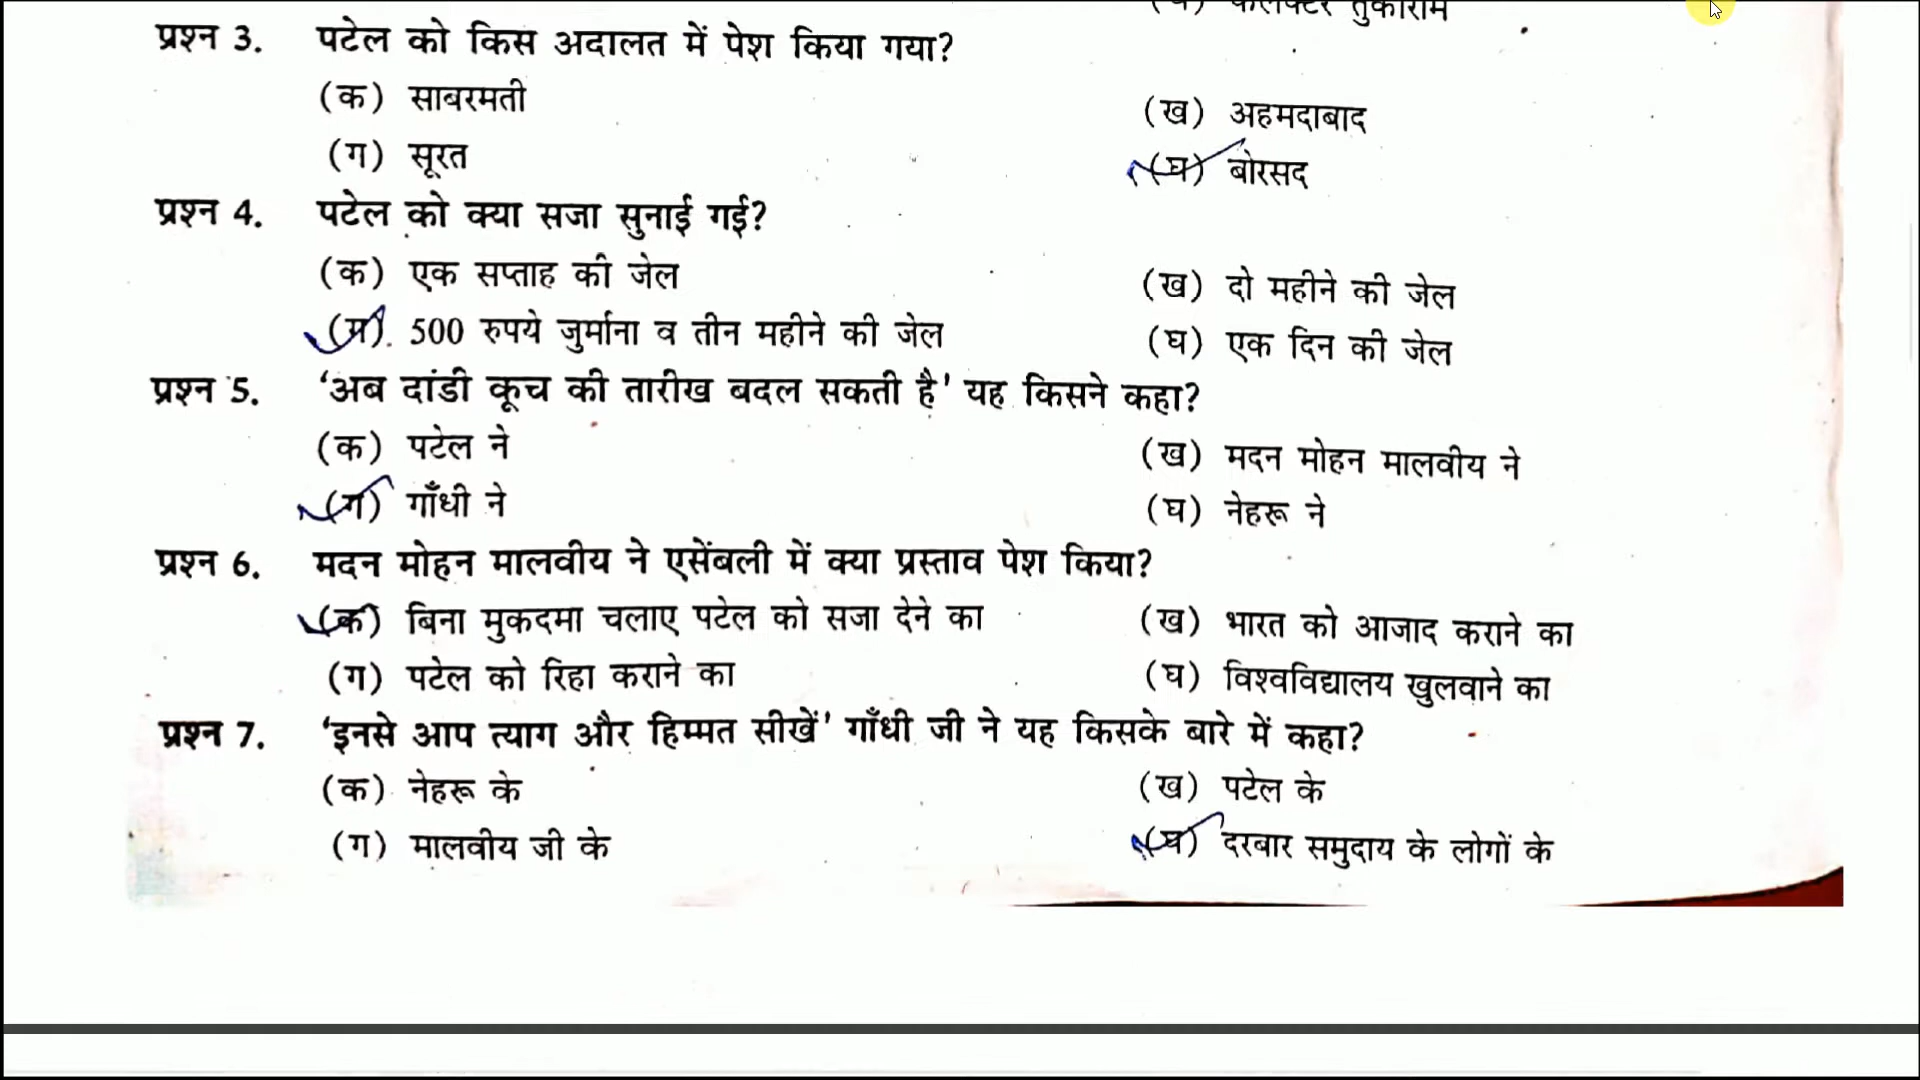 कलेक्टर तुकाराम
प्रश्न 3. पटेल को किस अदालत में पेश किया गया?
(क) साबरमती (ख) अहमदाबाद
(ग) सूरत (घ) बोरसद
प्रश्न 4. पटेल को क्या सजा सुनाई गई?
(क) एक सप्ताह की जेल (ख) दो महीने की जेल
(ग) 500 रुपये जुर्माना व तीन महीने की जेल (घ) एक दिन की जेल
प्रश्न 5. ‘अब दांडी कूच की तारीख बदल सकती है’ यह किसने कहा?
(क) पटेल ने (ख) मदन मोहन मालवीय ने
(ग) गाँधी ने (घ) नेहरू ने
प्रश्न 6. मदन मोहन मालवीय ने एसेंबली में क्या प्रस्ताव पेश किया?
(क) बिना मुकदमा चलाए पटेल को सजा देने का (ख) भारत को आजाद कराने का
(ग) पटेल को रिहा कराने का (घ) विश्वविद्यालय खुलवाने का
प्रश्न 7. ‘इनसे आप त्याग और हिम्मत सीखें’ गाँधी जी ने यह किसके बारे में कहा?
(क) नेहरू के (ख) पटेल के
(ग) मालवीय जी के (घ) दरबार समुदाय के लोगों के